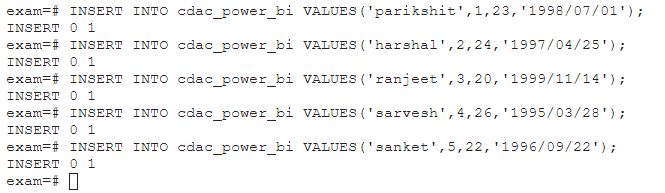 exam=# INSERT INTO cdac_power_bi VALUES('parikshit',1,23,'1998/07/01');
INSERT 0 1
exam=# INSERT INTO cdac_power_bi VALUES('harshal',2,24,'1997/04/25');
INSERT 0 1
exam=# INSERT INTO cdac_power_bi VALUES('ranjeet',3,20,'1999/11/14');
INSERT 0 1
exam=# INSERT INTO cdac_power_bi VALUES('sarvesh',4,26,'1995/03/28');
INSERT 0 1
exam=# INSERT INTO cdac_power_bi VALUES('sanket',5,22,'1996/09/22');
INSERT 0 1
exam=#